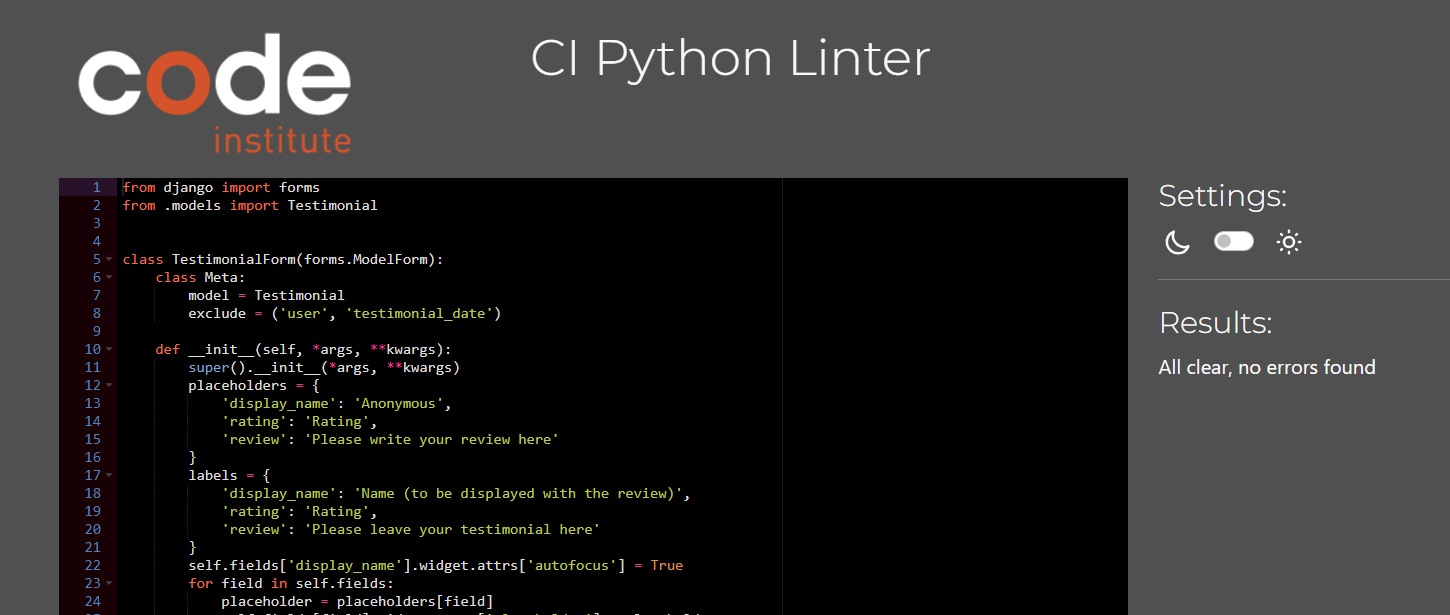 code
institute
CI Python Linter
1 from django import forms
2 from .models import Testimonial
3
4
5 class TestimonialForm(forms.ModelForm):
6     class Meta:
7         model = Testimonial
8         exclude = ('user', 'testimonial_date')
9
10     def __init__(self, *args, **kwargs):
11         super().__init__(*args, **kwargs)
12         placeholders = {
13             'display_name': 'Anonymous',
14             'rating': 'Rating',
15             'review': 'Please write your review here'
16         }
17         labels = {
18             'display_name': 'Name (to be displayed with the review)',
19             'rating': 'Rating',
20             'review': 'Please leave your testimonial here'
21         }
22         self.fields['display_name'].widget.attrs['autofocus'] = True
23         for field in self.fields:
24             placeholder = placeholders[field]
Settings:
Results:
All clear, no errors found